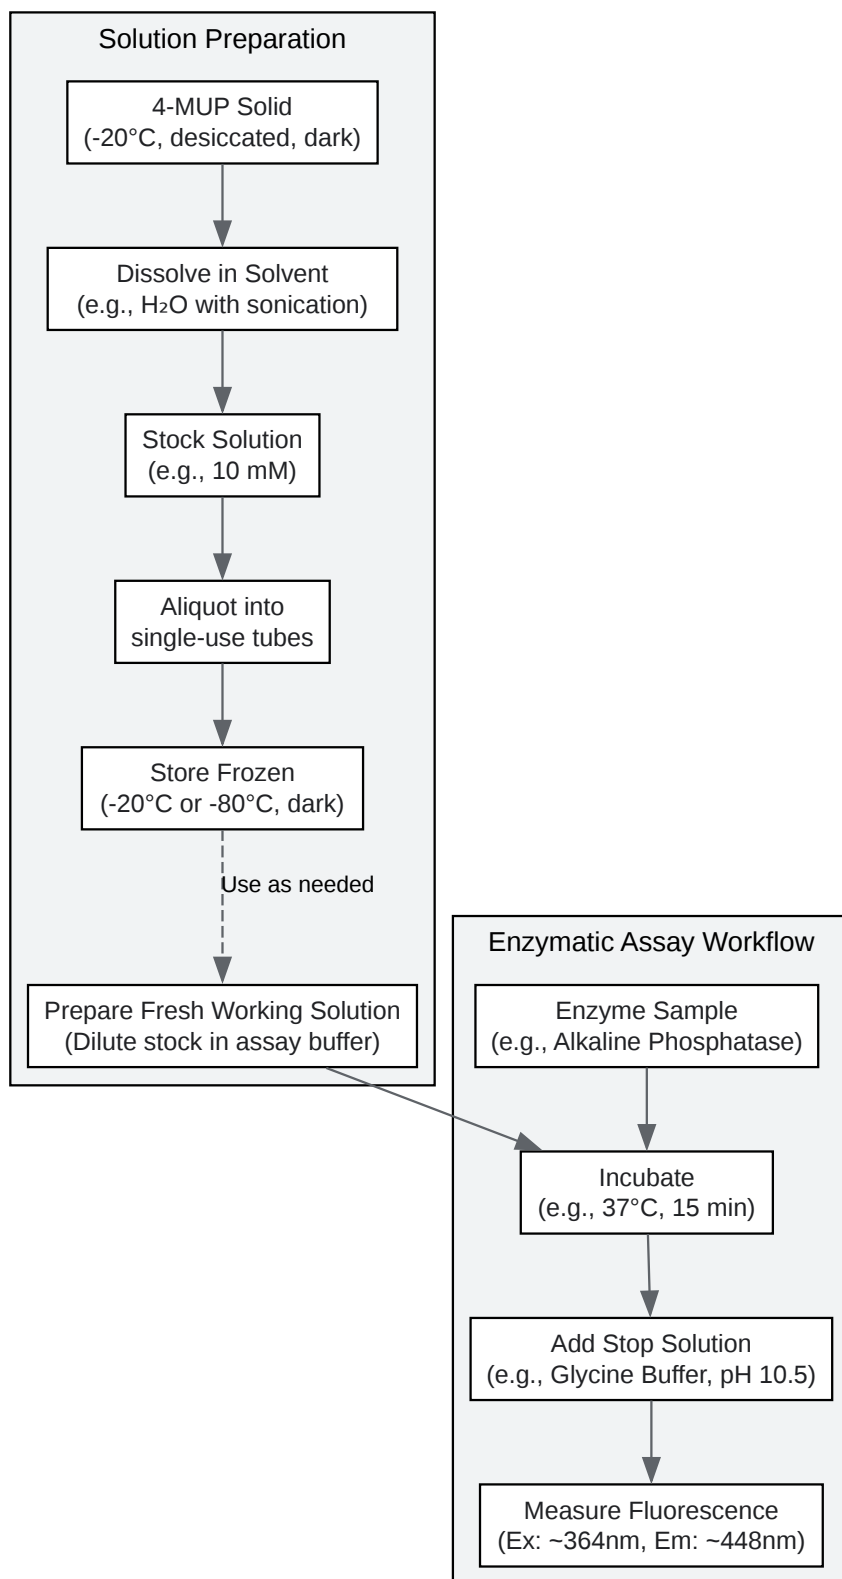 Solution Preparation
4-MUP Solid
(-20°C, desiccated, dark)
Dissolve in Solvent
(e.g., H₂O with sonication)
Stock Solution
(e.g., 10 mM)
Aliquot into
single-use tubes
Store Frozen
(-20°C or -80°C, dark)
Use as needed
Prepare Fresh Working Solution
(Dilute stock in assay buffer)
Enzymatic Assay Workflow
Enzyme Sample
(e.g., Alkaline Phosphatase)
Incubate
(e.g., 37°C, 15 min)
Add Stop Solution
(e.g., Glycine Buffer, pH 10.5)
Measure Fluorescence
(Ex: ~364nm, Em: ~448nm)